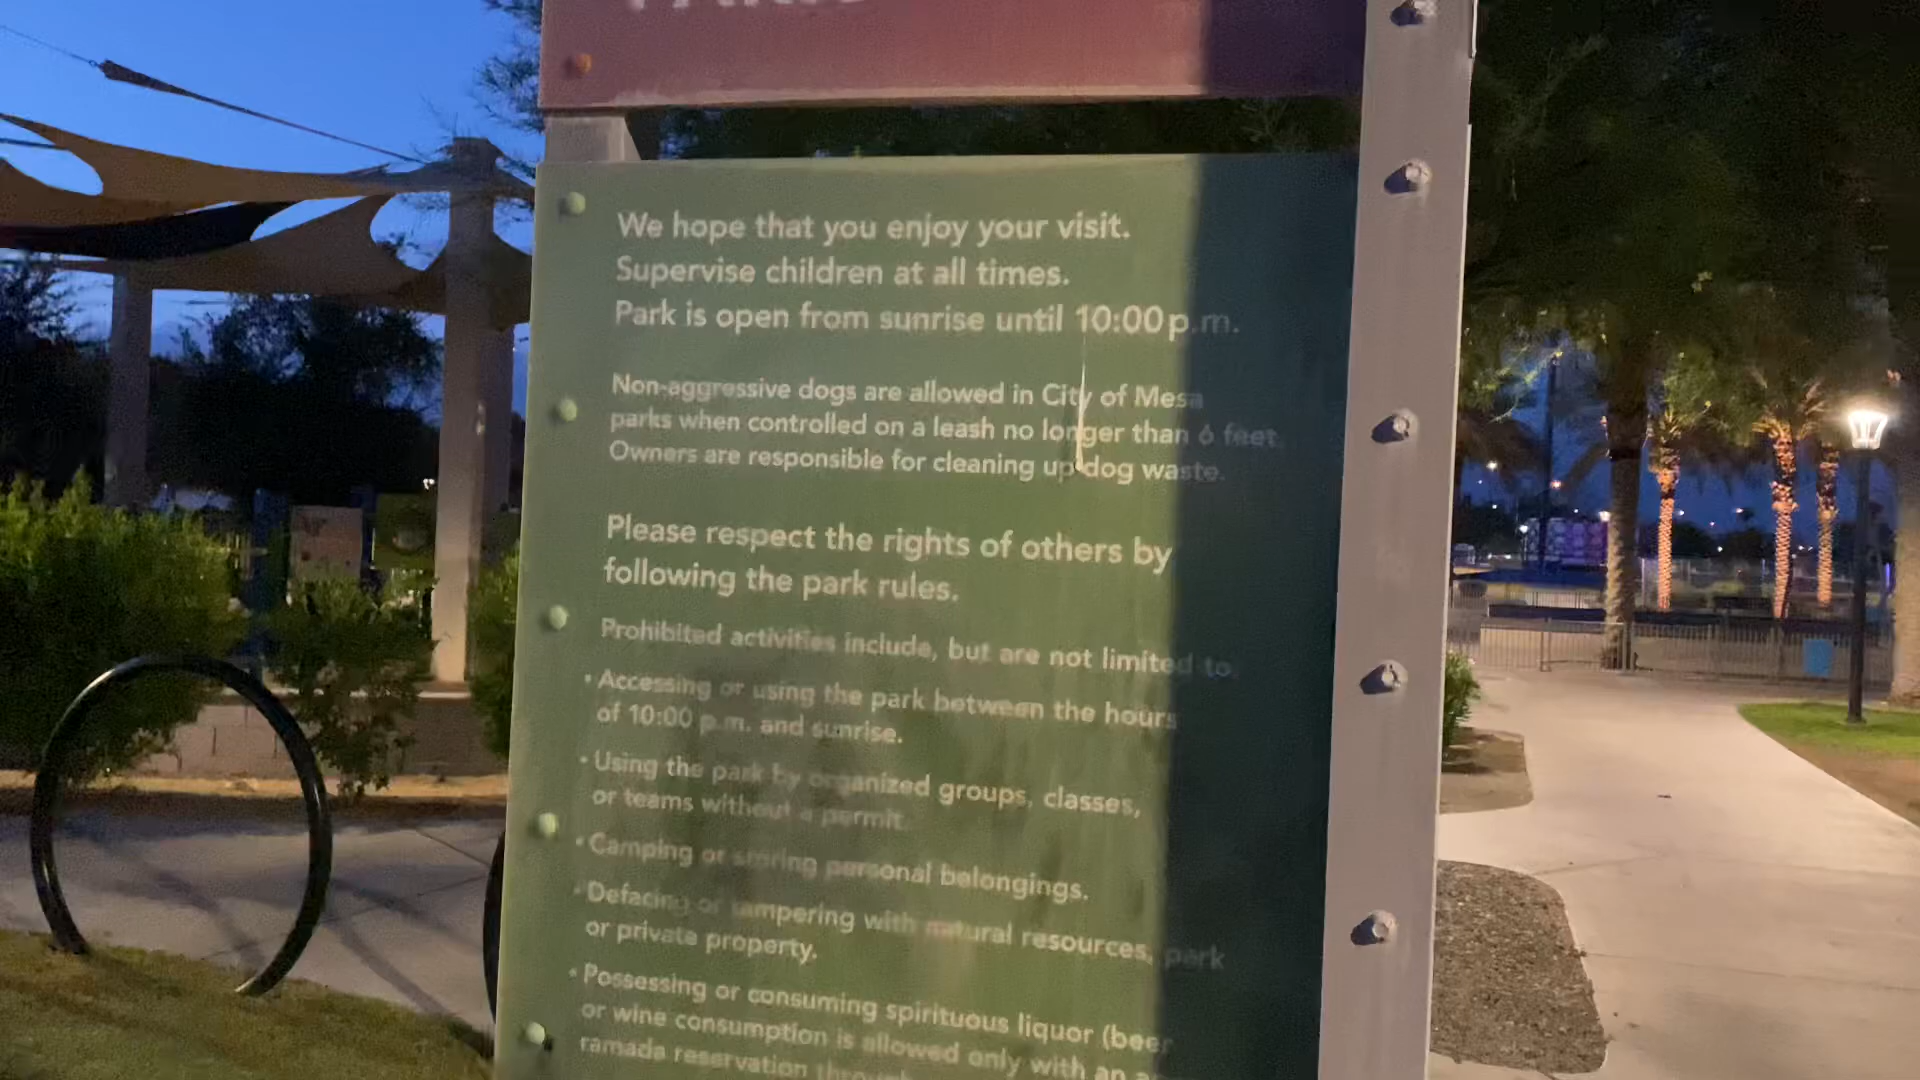 We hope that you enjoy your visit.
Supervise children at all times.
Park is open from sunrise until 10:00 p.m.
Non-aggressive dogs are allowed in City of Mesa
parks when controlled on a leash no longer than 6 feet.
Owners are responsible for cleaning up dog waste.
Please respect the rights of others by
following the park rules.
Prohibited activities include, but are not limited to
• Accessing or using the park between the hours
of 10:00 p.m. and sunrise.
• Using the park by organized groups, classes,
or teams without a permit.
• Camping or storing personal belongings.
• Defacing or tampering with natural resources, park
or private property.
• Possessing or consuming spirituous liquor (beer
or wine consumption is allowed only with an
ramada reservation through